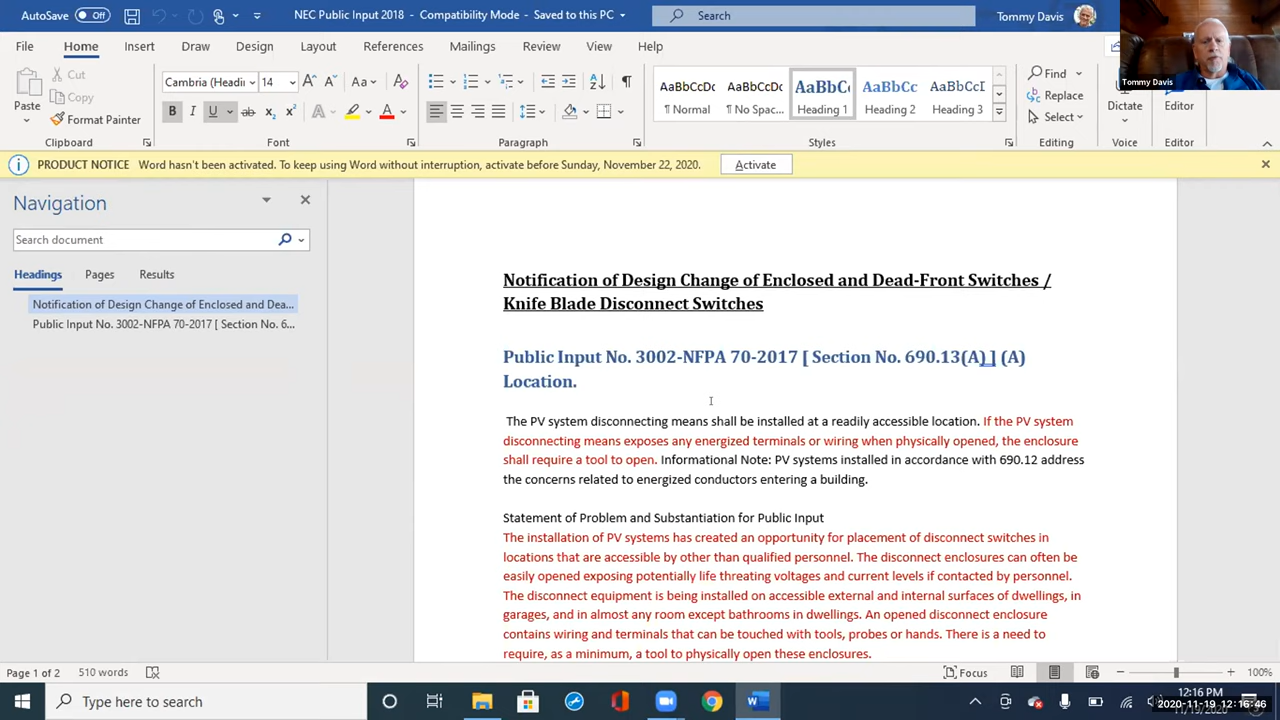 AutoSave Off NEC Public Input 2018 - Compatibility Mode - Saved to this PC Search Tommy Davis
File Home Insert Draw Design Layout References Mailings Review View Help
Tommy Davis
Paste Cut Copy Format Painter
Cambria (Headi 14
AaBbCcDc AaBbCcDc AaBbCc AaBbCc AaBbCcI
¶ Normal ¶ No Spac... Heading 1 Heading 2 Heading 3
Find Replace Select
Dictate Editor
Clipboard Font Paragraph Styles Editing Voice Editor
PRODUCT NOTICE Word hasn't been activated. To keep using Word without interruption, activate before Sunday, November 22, 2020. Activate
Navigation
Search document
Headings Pages Results
Notification of Design Change of Enclosed and Dea...
Public Input No. 3002-NFPA 70-2017 [ Section No. 6...
Notification of Design Change of Enclosed and Dead-Front Switches /
Knife Blade Disconnect Switches
Public Input No. 3002-NFPA 70-2017 [ Section No. 690.13(A) ] (A)
Location.
The PV system disconnecting means shall be installed at a readily accessible location. If the PV system
disconnecting means exposes any energized terminals or wiring when physically opened, the enclosure
shall require a tool to open. Informational Note: PV systems installed in accordance with 690.12 address
the concerns related to energized conductors entering a building.
Statement of Problem and Substantiation for Public Input
The installation of PV systems has created an opportunity for placement of disconnect switches in
locations that are accessible by other than qualified personnel. The disconnect enclosures can often be
easily opened exposing potentially life threating voltages and current levels if contacted by personnel.
The disconnect equipment is being installed on accessible external and internal surfaces of dwellings, in
garages, and in almost any room except bathrooms in dwellings. An opened disconnect enclosure
contains wiring and terminals that can be touched with tools, probes or hands. There is a need to
require, as a minimum, a tool to physically open these enclosures.
Page 1 of 2 510 words Focus 100%
Type here to search
12:16 PM
2020-11-19 12:16:46